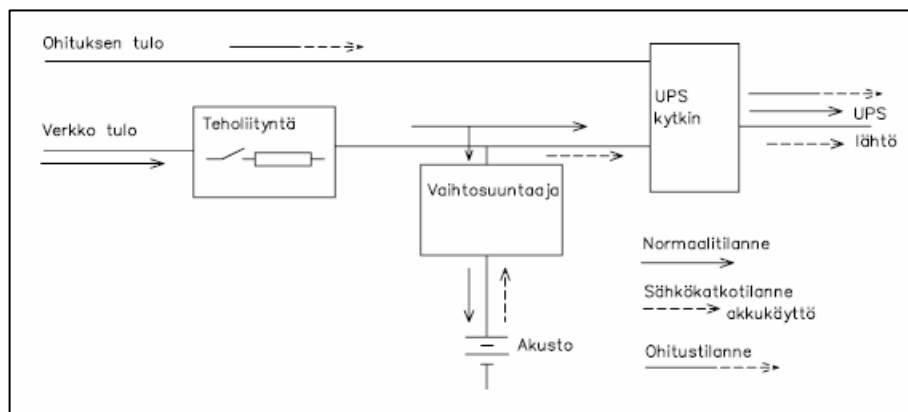 Ohituksen tulo
Verkko tulo
Teholiityntä
UPS
kytkin
UPS
lähtö
Vaihtosuuntaaja
Akusto
Normaalitilanne
Sähkökatkotilanne
akkukäyttö
Ohitustilanne